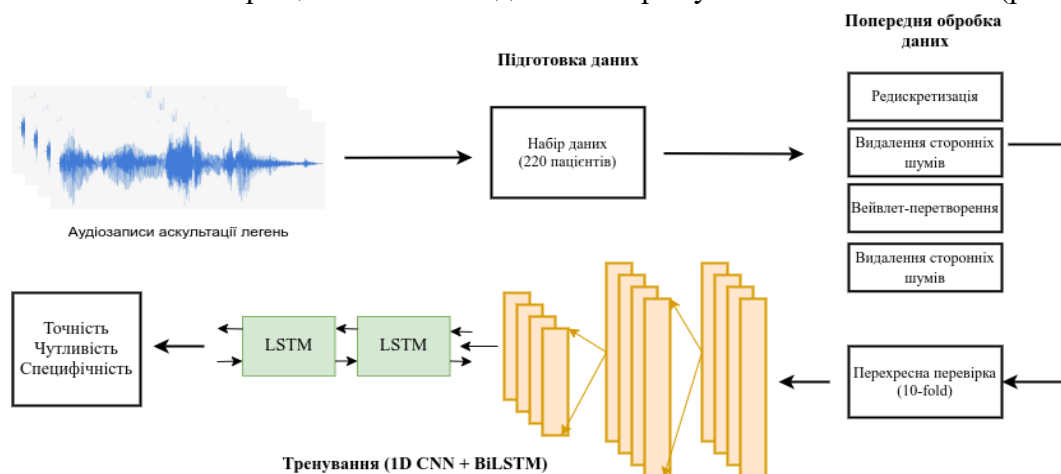 Попередня обробка
даних
Підготовка даних
Редискретизація
Набір даних
(220 пацієнтів)
Видалення сторонніх
шумів
Вейвлет-перетворення
Видалення сторонніх
шумів
Аудіозаписи аскультації легень
Точність
Чутливість
Специфічність
LSTM
LSTM
Перехресна перевірка
(10-fold)
Тренування (1D CNN + BiLSTM)